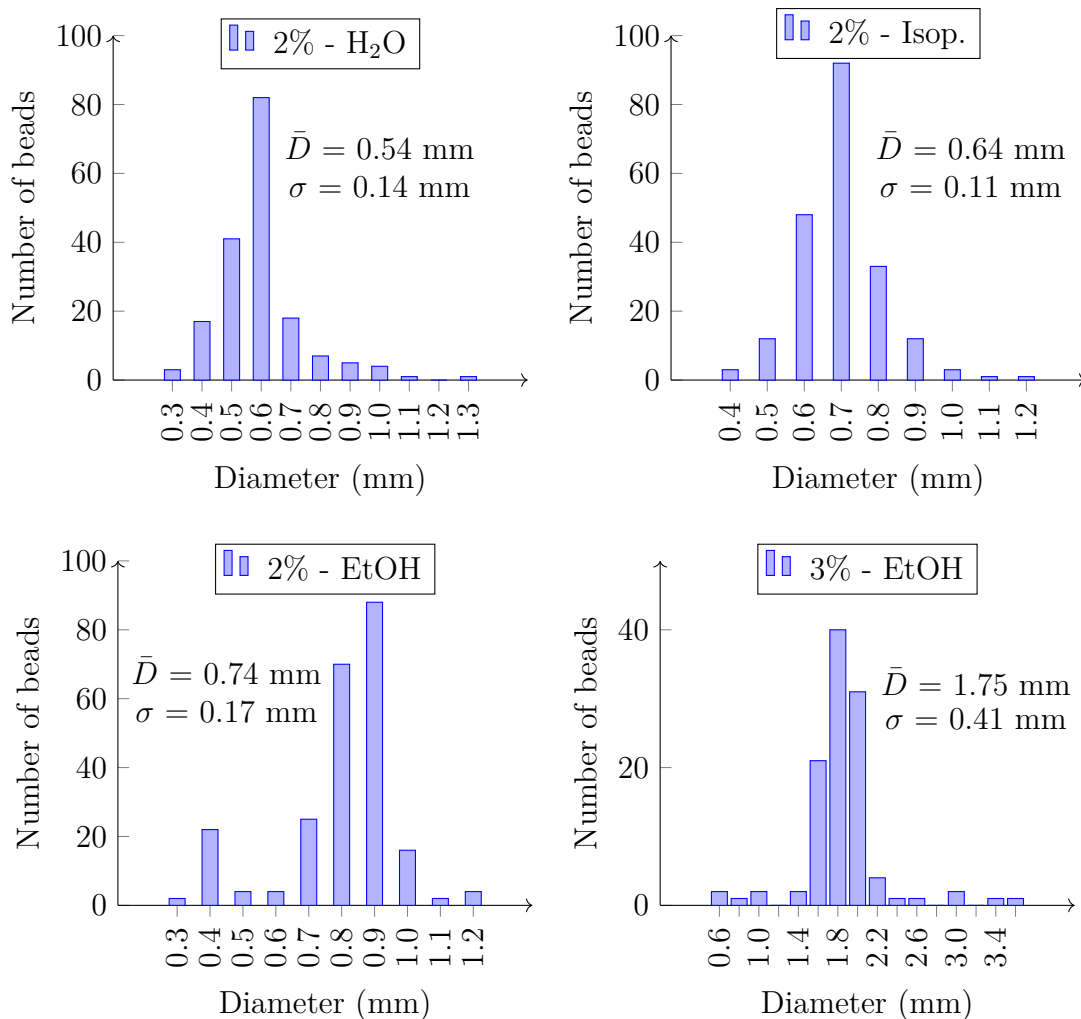 2% - H₂O
Number of beads
100
80
60
40
20
0
D̄ = 0.54 mm
σ = 0.14 mm
0.3 0.4 0.5 0.6 0.7 0.8 0.9 1.0 1.1 1.2 1.3
Diameter (mm)
2% - Isop.
Number of beads
100
80
60
40
20
0
D̄ = 0.64 mm
σ = 0.11 mm
0.4 0.5 0.6 0.7 0.8 0.9 1.0 1.1 1.2
Diameter (mm)
2% - EtOH
Number of beads
100
80
60
40
20
0
D̄ = 0.74 mm
σ = 0.17 mm
0.3 0.4 0.5 0.6 0.7 0.8 0.9 1.0 1.1 1.2
Diameter (mm)
3% - EtOH
Number of beads
40
20
0
D̄ = 1.75 mm
σ = 0.41 mm
0.6 1.0 1.4 1.8 2.2 2.6 3.0 3.4
Diameter (mm)